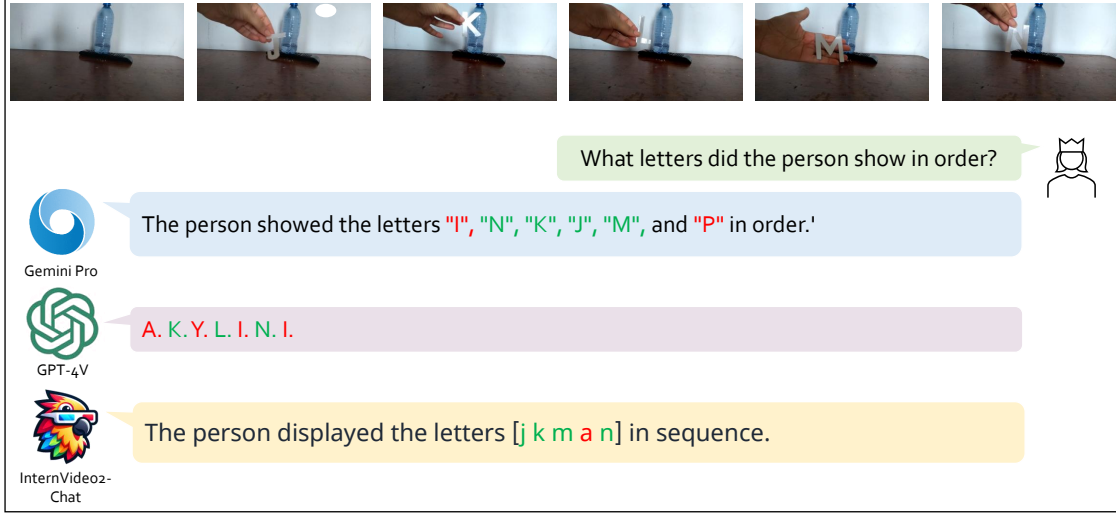 J
K
M
What letters did the person show in order?
The person showed the letters "I", "N", "K", "J", "M", and "P" in order.'
Gemini Pro
A. K. Y. L. I. N. I.
GPT-4V
The person displayed the letters [j k m a n] in sequence.
InternVideo2-
Chat